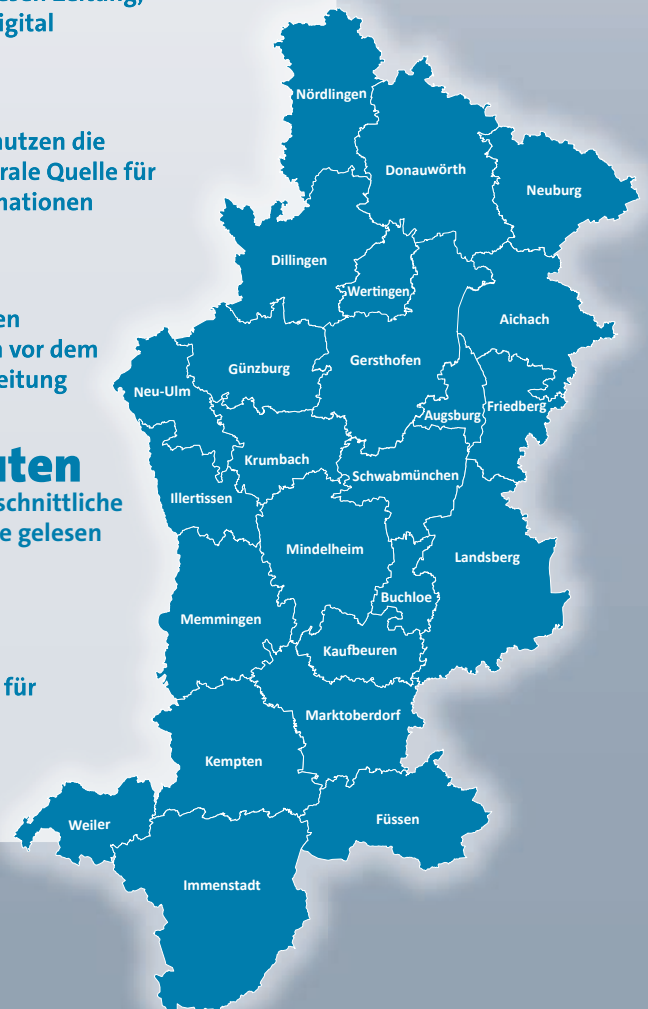 igital
nutzen die
rale Quelle für
nationen
en
vor dem
eitung
uten
schnittliche
e gelesen
für
Nördlingen
Donauwörth
Neuburg
Dillingen
Wertingen
Aichach
Gersthofen
Günzburg
Neu-Ulm
Augsburg
Friedberg
Krumbach
Schwabmünchen
Illertissen
Mindelheim
Landsberg
Buchloe
Memmingen
Kaufbeuren
Marktoberdorf
Kempten
Füssen
Weiler
Immenstadt